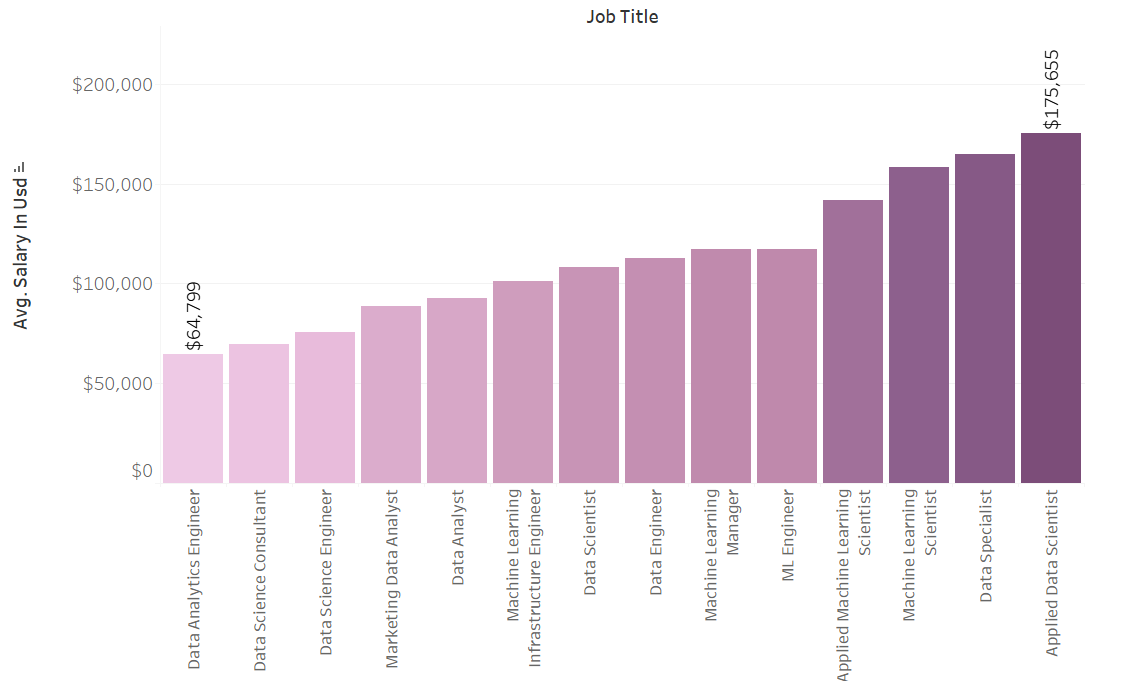 Job Title
Avg. Salary In Usd
$200,000
$150,000
$100,000
$50,000
$0
$64,799
$175,655
Data Analytics Engineer
Data Science Consultant
Data Science Engineer
Marketing Data Analyst
Data Analyst
Machine Learning
Infrastructure Engineer
Data Scientist
Data Engineer
Machine Learning
Manager
ML Engineer
Applied Machine Learning
Scientist
Machine Learning
Scientist
Data Specialist
Applied Data Scientist